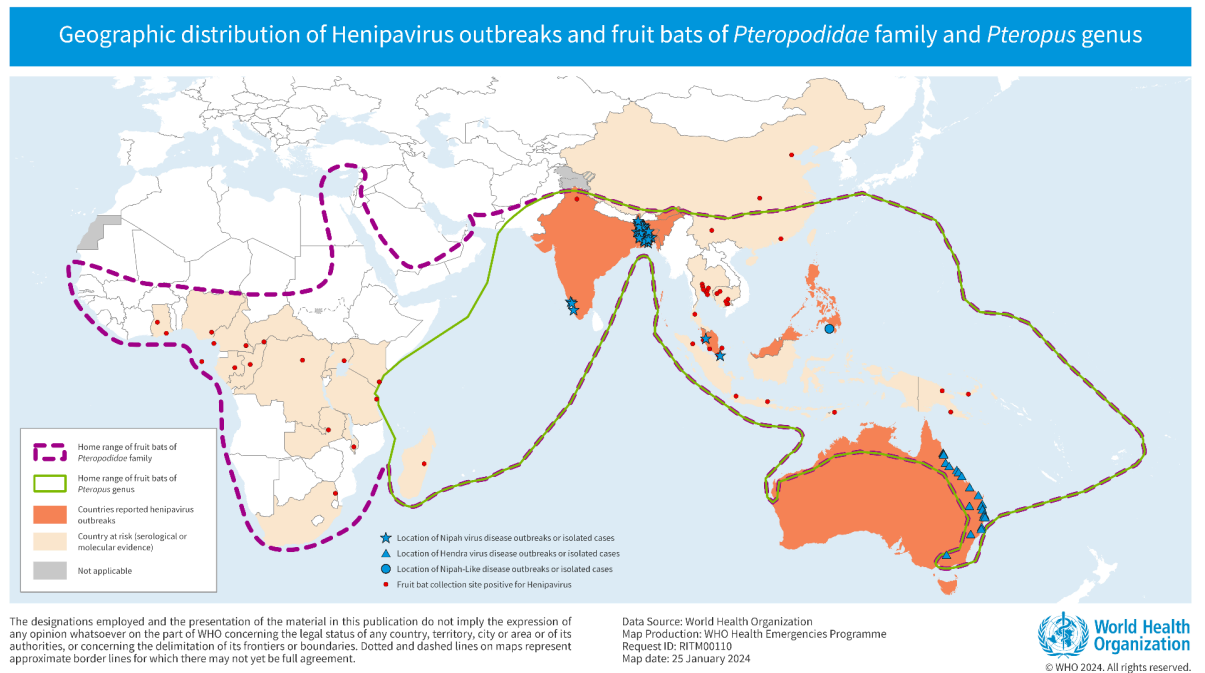 Geographic distribution of Henipavirus outbreaks and fruit bats of Pteropodidae family and Pteropus genus
Home range of fruit bats of
Pteropodidae family
Home range of fruit bats of
Pteropus genus
Countries reported henipavirus
outbreaks
Country at risk (serological or
molecular evidence)
Not applicable
Location of Nipah virus disease outbreaks or isolated cases
Location of Hendra virus disease outbreaks or isolated cases
Location of Nipah-Like disease outbreaks or isolated cases
Fruit bat collection site positive for Henipavirus
The designations employed and the presentation of the material in this publication do not imply the expression of
any opinion whatsoever on the part of WHO concerning the legal status of any country, territory, city or area or of its
authorities, or concerning the delimitation of its frontiers or boundaries. Dotted and dashed lines on maps represent
approximate border lines for which there may not yet be full agreement.
Data Source: World Health Organization
Map Production: WHO Health Emergencies Programme
Request ID: RITM00110
Map date: 25 January 2024
World Health
Organization
© WHO 2024. All rights reserved.